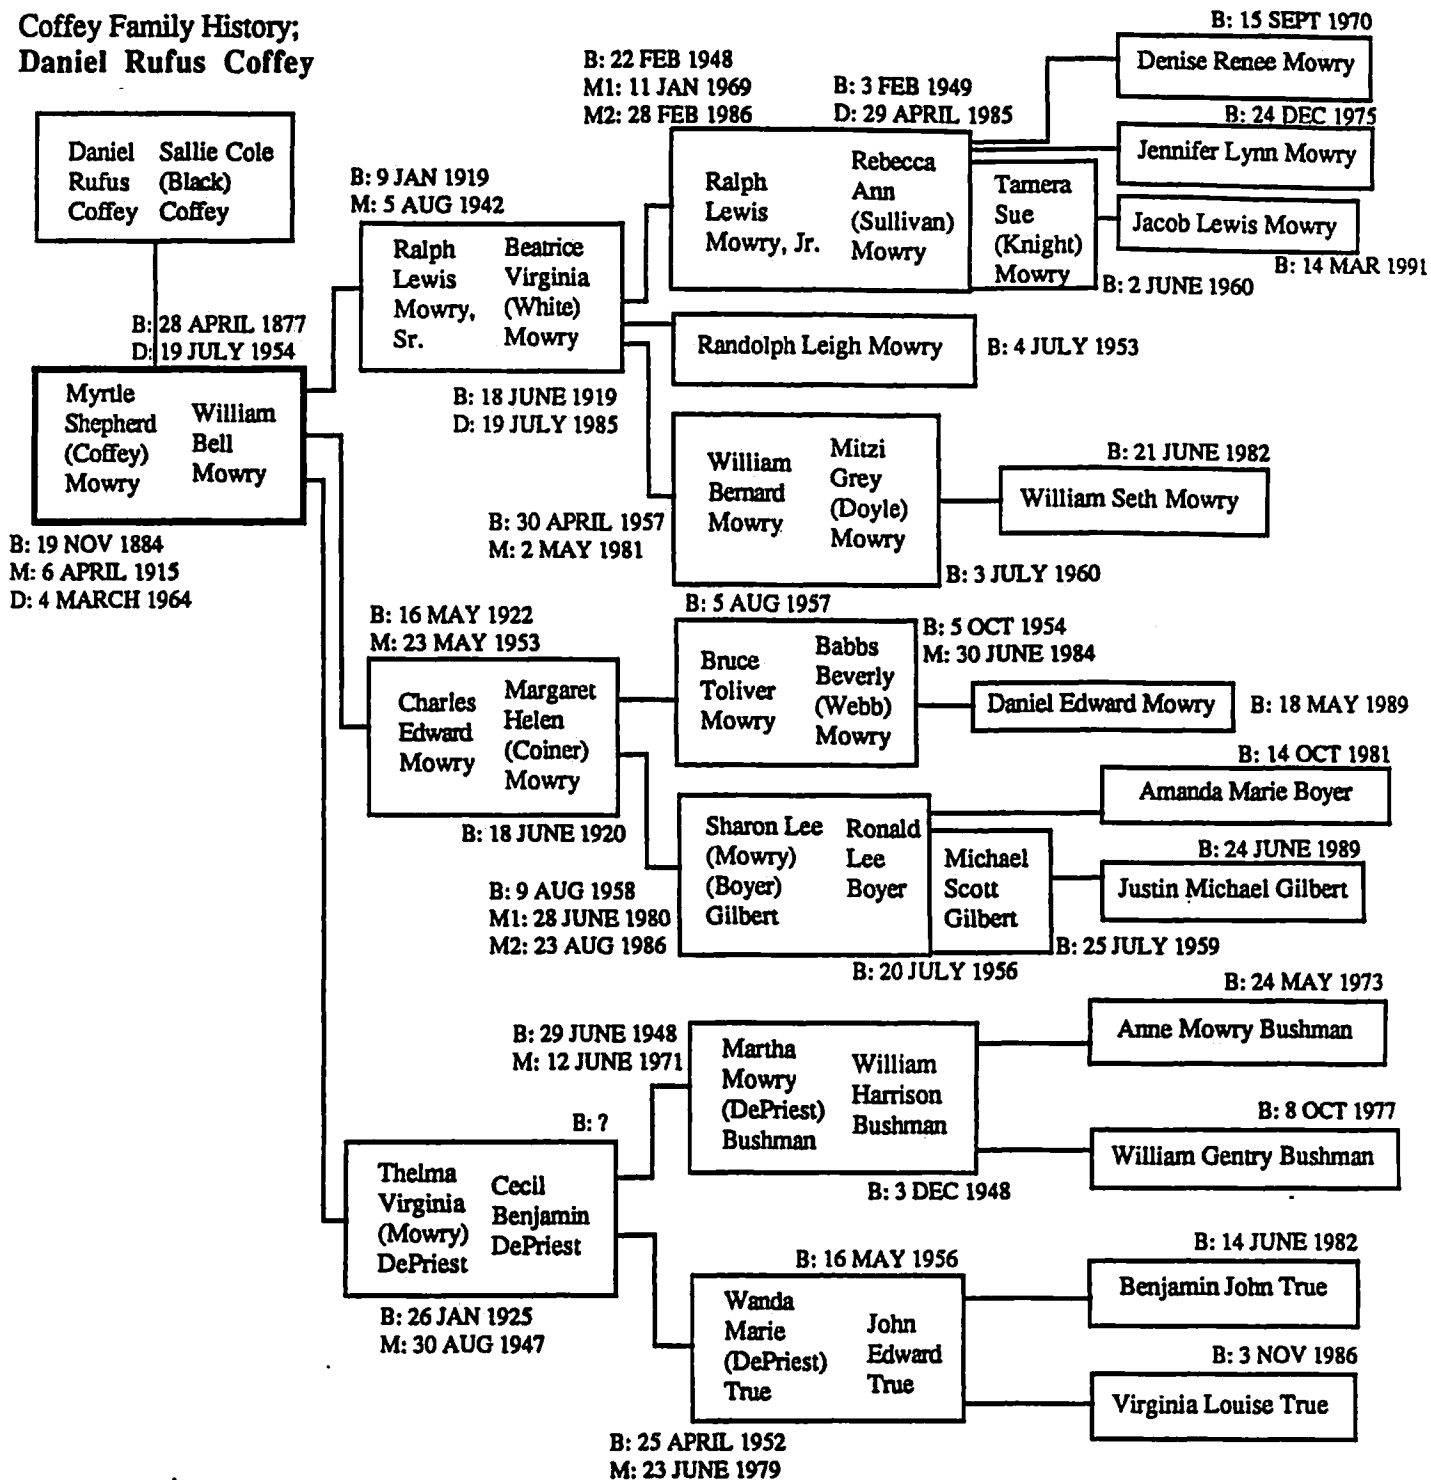 Coffey Family History;
Daniel Rufus Coffey
Daniel
Rufus
Coffey
Sallie Cole
(Black)
Coffey
B: 28 APRIL 1877
D: 19 JULY 1954
Myrtle
Shepherd
(Coffey)
Mowry
William
Bell
Mowry
B: 19 NOV 1884
M: 6 APRIL 1915
D: 4 MARCH 1964
B: 9 JAN 1919
M: 5 AUG 1942
Ralph
Lewis
Mowry,
Sr.
Beatrice
Virginia
(White)
Mowry
B: 18 JUNE 1919
D: 19 JULY 1985
B: 22 FEB 1948
M1: 11 JAN 1969
M2: 28 FEB 1986
B: 3 FEB 1949
D: 29 APRIL 1985
Ralph
Lewis
Mowry, Jr.
Rebecca
Ann
(Sullivan)
Mowry
Tamera
Sue
(Knight)
Mowry
B: 2 JUNE 1960
B: 15 SEPT 1970
Denise Renee Mowry
B: 24 DEC 1975
Jennifer Lynn Mowry
Jacob Lewis Mowry
B: 14 MAR 1991
Randolph Leigh Mowry
B: 4 JULY 1953
William
Bernard
Mowry
Mitzi
Grey
(Doyle)
Mowry
B: 30 APRIL 1957
M: 2 MAY 1981
B: 3 JULY 1960
B: 21 JUNE 1982
William Seth Mowry
B: 16 MAY 1922
M: 23 MAY 1953
Charles
Edward
Mowry
Margaret
Helen
(Coiner)
Mowry
B: 18 JUNE 1920
B: 5 AUG 1957
Bruce
Toliver
Mowry
Babbs
Beverly
(Webb)
Mowry
B: 5 OCT 1954
M: 30 JUNE 1984
Daniel Edward Mowry
B: 18 MAY 1989
Sharon Lee
(Mowry)
(Boyer)
Gilbert
Ronald
Lee
Boyer
Michael
Scott
Gilbert
B: 9 AUG 1958
M1: 28 JUNE 1980
M2: 23 AUG 1986
B: 20 JULY 1956
B: 25 JULY 1959
B: 14 OCT 1981
Amanda Marie Boyer
B: 24 JUNE 1989
Justin Michael Gilbert
B: ?
Thelma
Virginia
(Mowry)
DePriest
Cecil
Benjamin
DePriest
B: 26 JAN 1925
M: 30 AUG 1947
B: 29 JUNE 1948
M: 12 JUNE 1971
Martha
Mowry
(DePriest)
Bushman
William
Harrison
Bushman
B: 3 DEC 1948
B: 24 MAY 1973
Anne Mowry Bushman
B: 8 OCT 1977
William Gentry Bushman
B: 16 MAY 1956
Wanda
Marie
(DePriest)
True
John
Edward
True
B: 25 APRIL 1952
M: 23 JUNE 1979
B: 14 JUNE 1982
Benjamin John True
B: 3 NOV 1986
Virginia Louise True